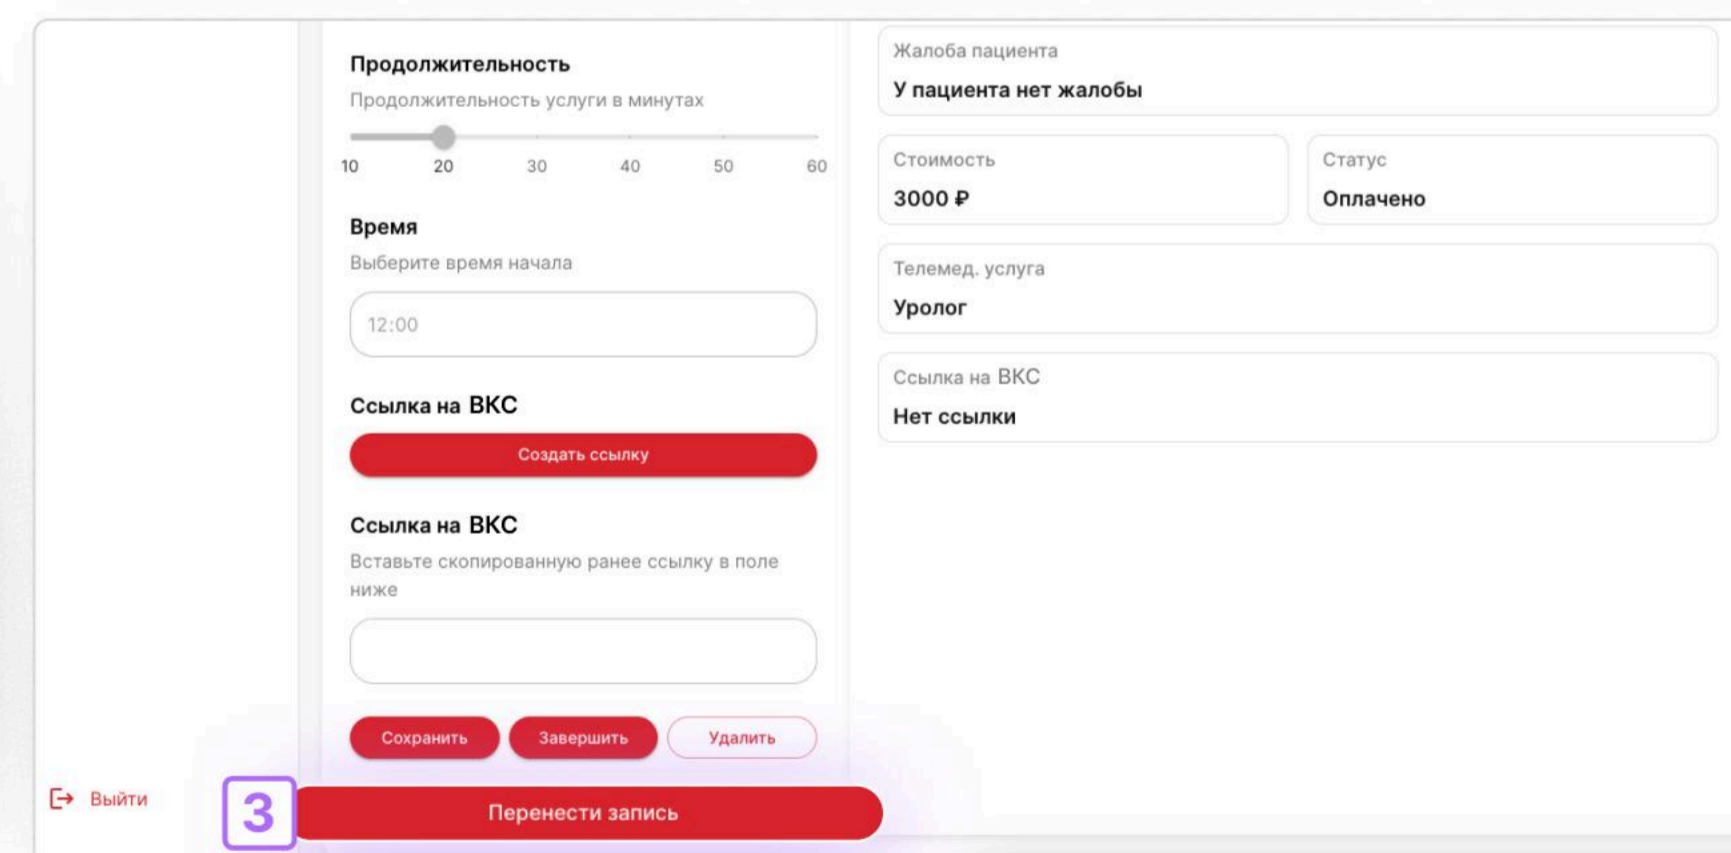 Продолжительность
Продолжительность услуги в минутах
10 20 30 40 50 60
Время
Выберите время начала
12:00
Ссылка на ВКС
Создать ссылку
Ссылка на ВКС
Вставьте скопированную ранее ссылку в поле
ниже
Сохранить Завершить Удалить
Выйти
3
Перенести запись
Жалоба пациента
У пациента нет жалобы
Стоимость
3000 ₽
Статус
Оплачено
Телемед. услуга
Уролог
Ссылка на ВКС
Нет ссылки